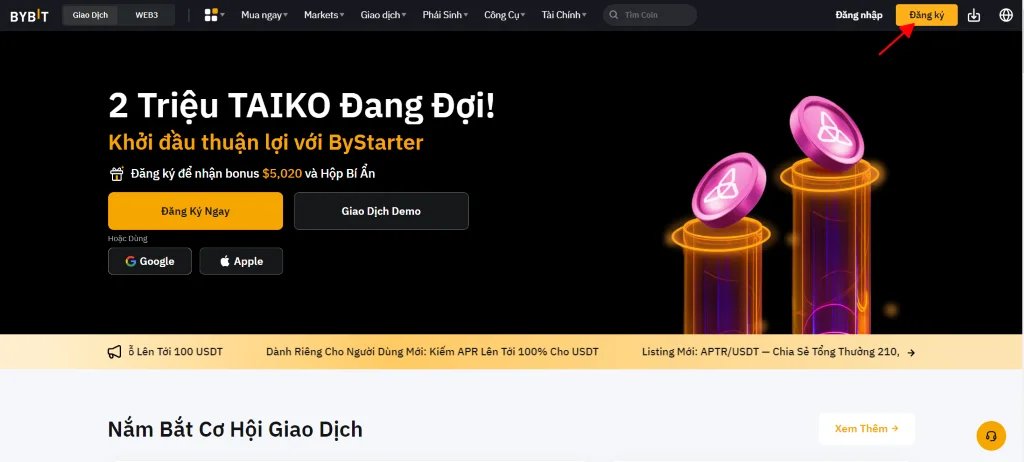 BYBIT Giao Dịch WEB3 Mua ngay Markets Giao dịch Phái Sinh Công Cụ Tài Chính Tìm Coin Đăng nhập Đăng ký
2 Triệu TAIKO Đang Đợi!
Khởi đầu thuận lợi với ByStarter
Đăng ký để nhận bonus $5,020 và Hộp Bí Ẩn
Đăng Ký Ngay Giao Dịch Demo
Hoặc Dùng
Google Apple
ỗ Lên Tới 100 USDT Dành Riêng Cho Người Dùng Mới: Kiếm APR Lên Tới 100% Cho USDT Listing Mới: APTR/USDT — Chia Sẻ Tổng Thưởng 210,
Nắm Bắt Cơ Hội Giao Dịch
Xem Thêm